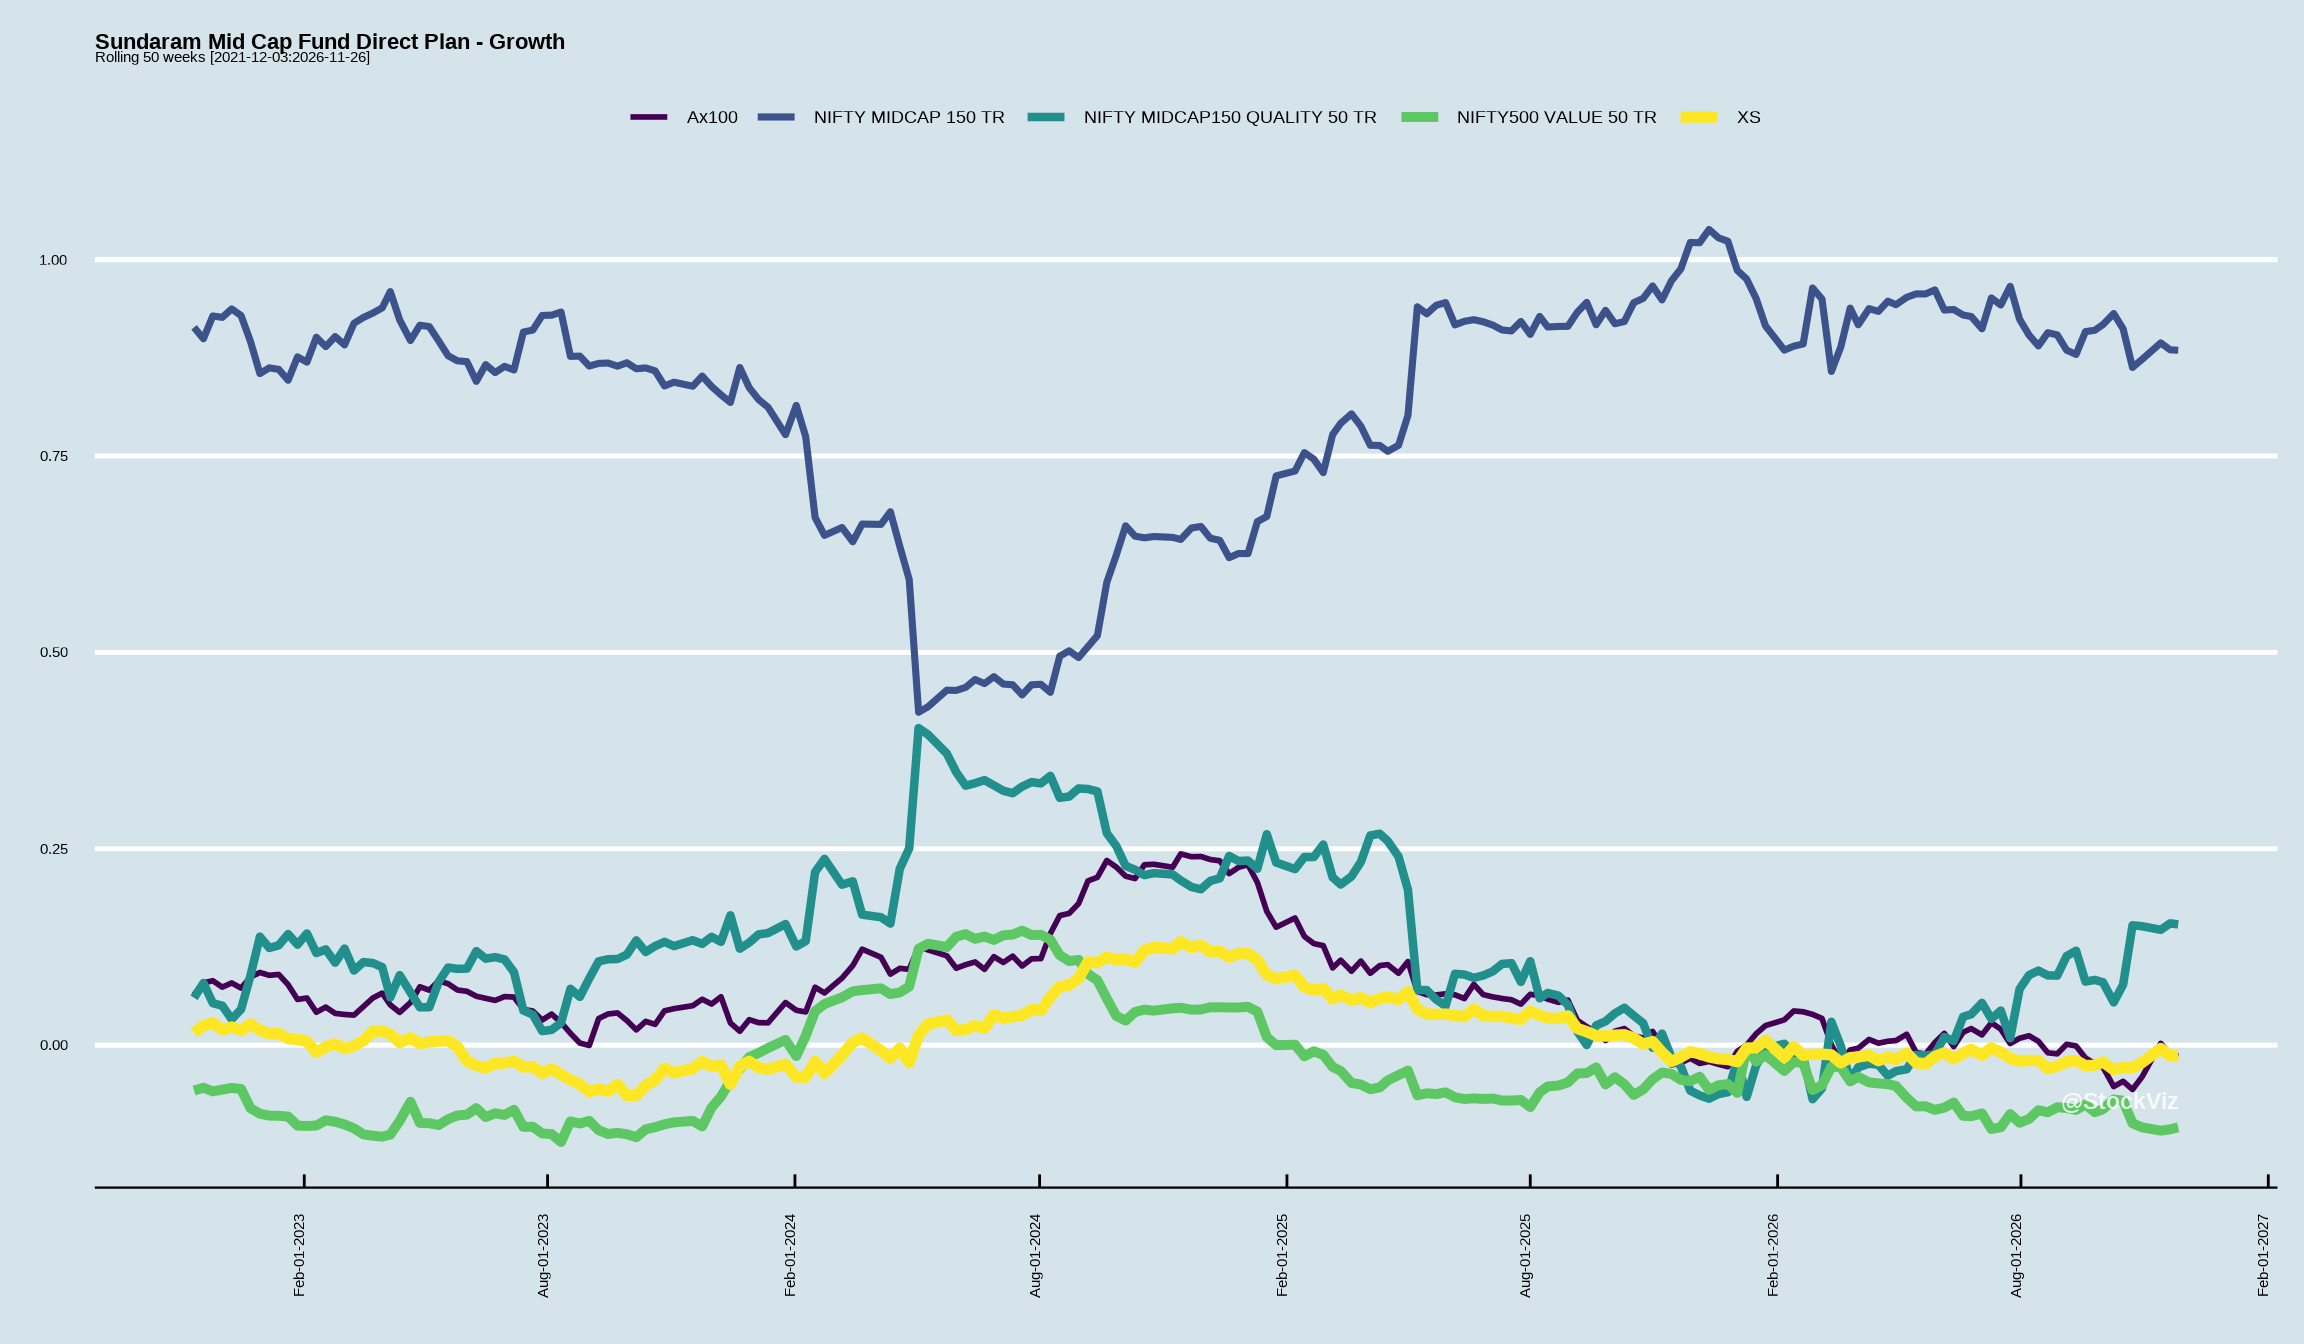 Sundaram Mid Cap Fund Direct Plan - Growth
Rolling 50 weeks [2021-12-03:2026-11-26]
Ax100 NIFTY MIDCAP 150 TR NIFTY MIDCAP150 QUALITY 50 TR NIFTY500 VALUE 50 TR XS
1.00
0.75
0.50
0.25
0.00
@StockViz
Feb-01-2023 Aug-01-2023 Feb-01-2024 Aug-01-2024 Feb-01-2025 Aug-01-2025 Feb-01-2026 Aug-01-2026 Feb-01-2027